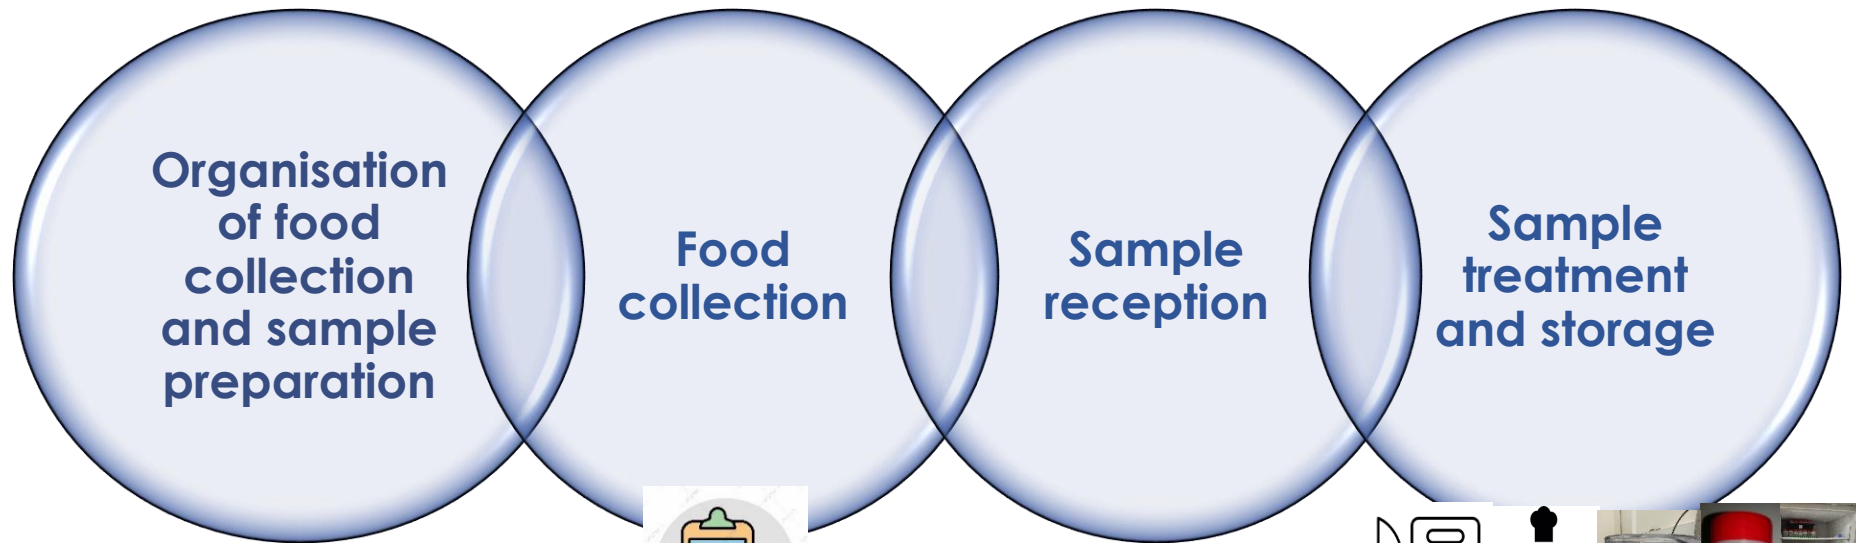 Organisation
of food
collection
and sample
preparation
Food
collection
Sample
reception
Sample
treatment
and storage